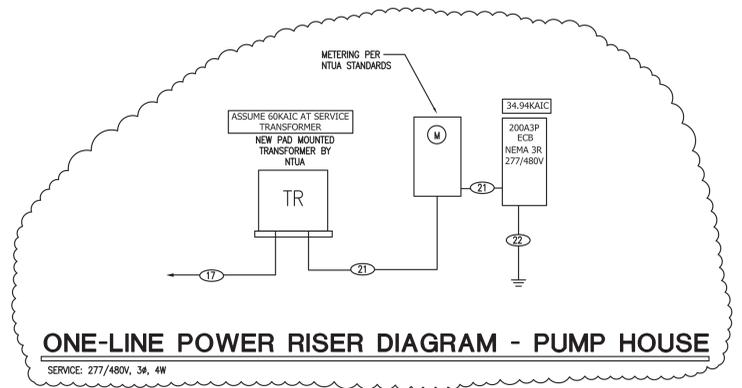 METERING PER
NTUA STANDARDS
34.94KAIC
ASSUME 60KAIC AT SERVICE
TRANSFORMER
NEW PAD MOUNTED
TRANSFORMER BY
NTUA
M
200A3P
ECB
NEMA 3R
277/480V
TR
21
22
17
21
ONE-LINE POWER RISER DIAGRAM - PUMP HOUSE
SERVICE: 277/480V, 3ø, 4W